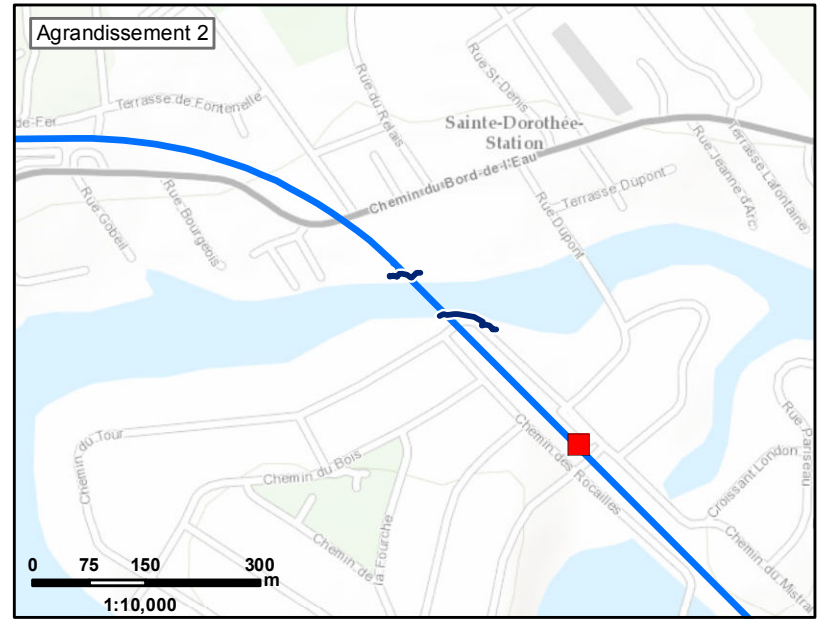 Agrandissement 2
Terrasse de Fontenelle
de-Fer
Rue du Relais
Rue St-Denis
Sainte-Dorothée-
Station
Chemin du Bord-de-l'Eau
Rue Jeanne d'Arc
Terrasse Lafontaine
Terrasse Dupont
Rue Dupont
Rue Gobeil
Rue Bourgeois
Chemin du Tour
Chemin du Bois
Chemin de
la Fourche
Chemin des Rocailles
Rue Pariseau
Croissant London
Chemin du Mistral
0 75 150 300
m
1:10,000